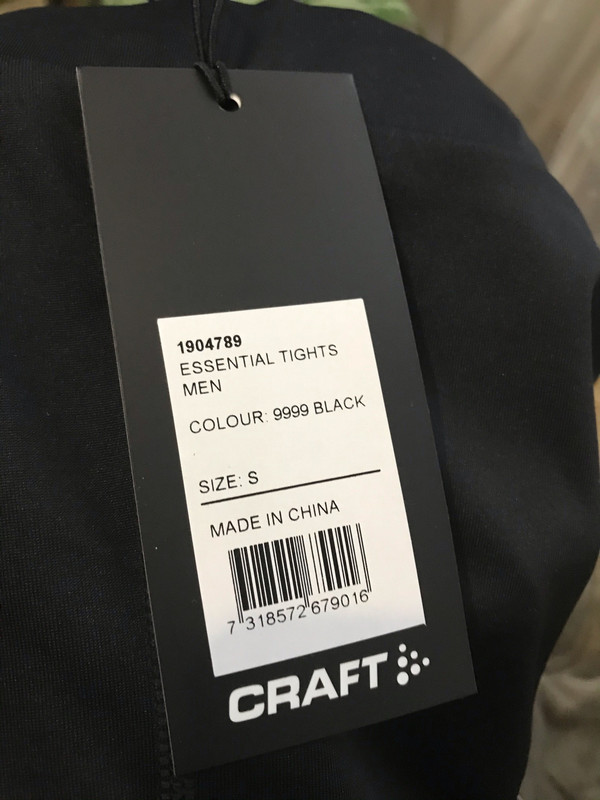 1904789
ESSENTIAL TIGHTS
MEN
COLOUR: 9999 BLACK
SIZE: S
MADE IN CHINA
7 318572 679016
CRAFT